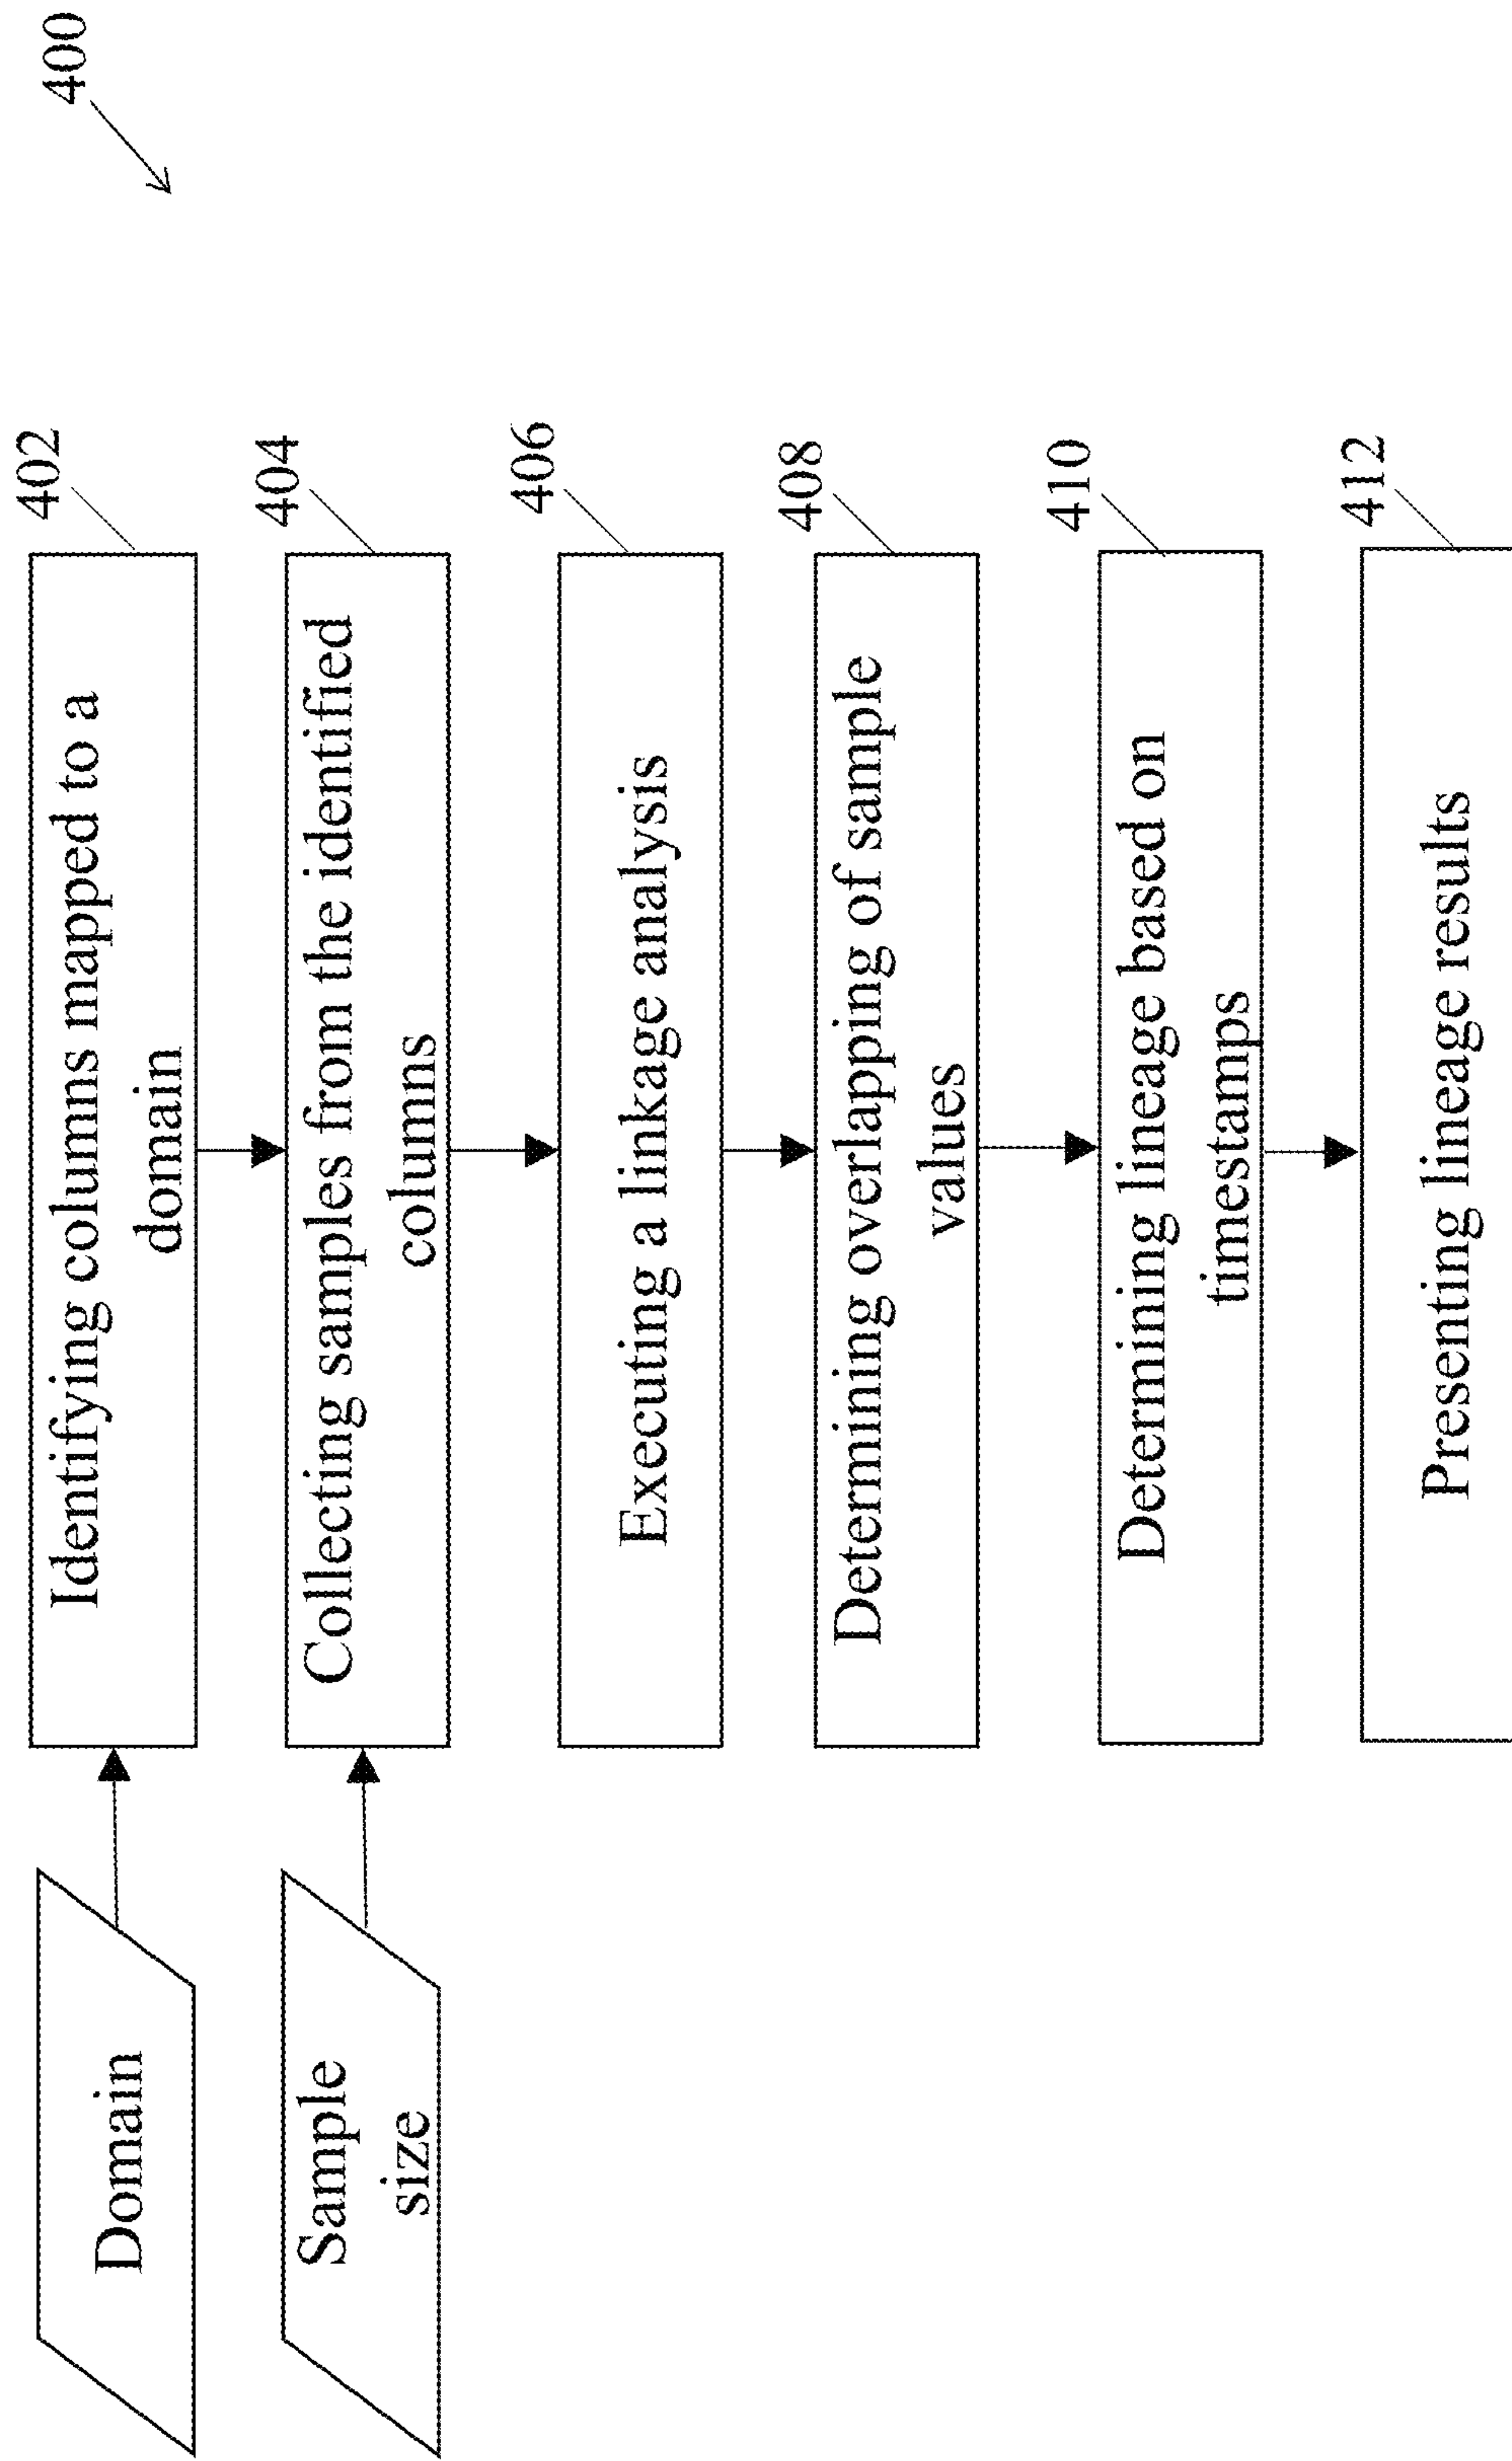 400
Domain
Identifying columns mapped to a
domain
402
Sample
size
Collecting samples from the identified
columns
404
Executing a linkage analysis
406
Determining overlapping of sample
values
408
Determining lineage based on
timestamps
410
Presenting lineage results
412